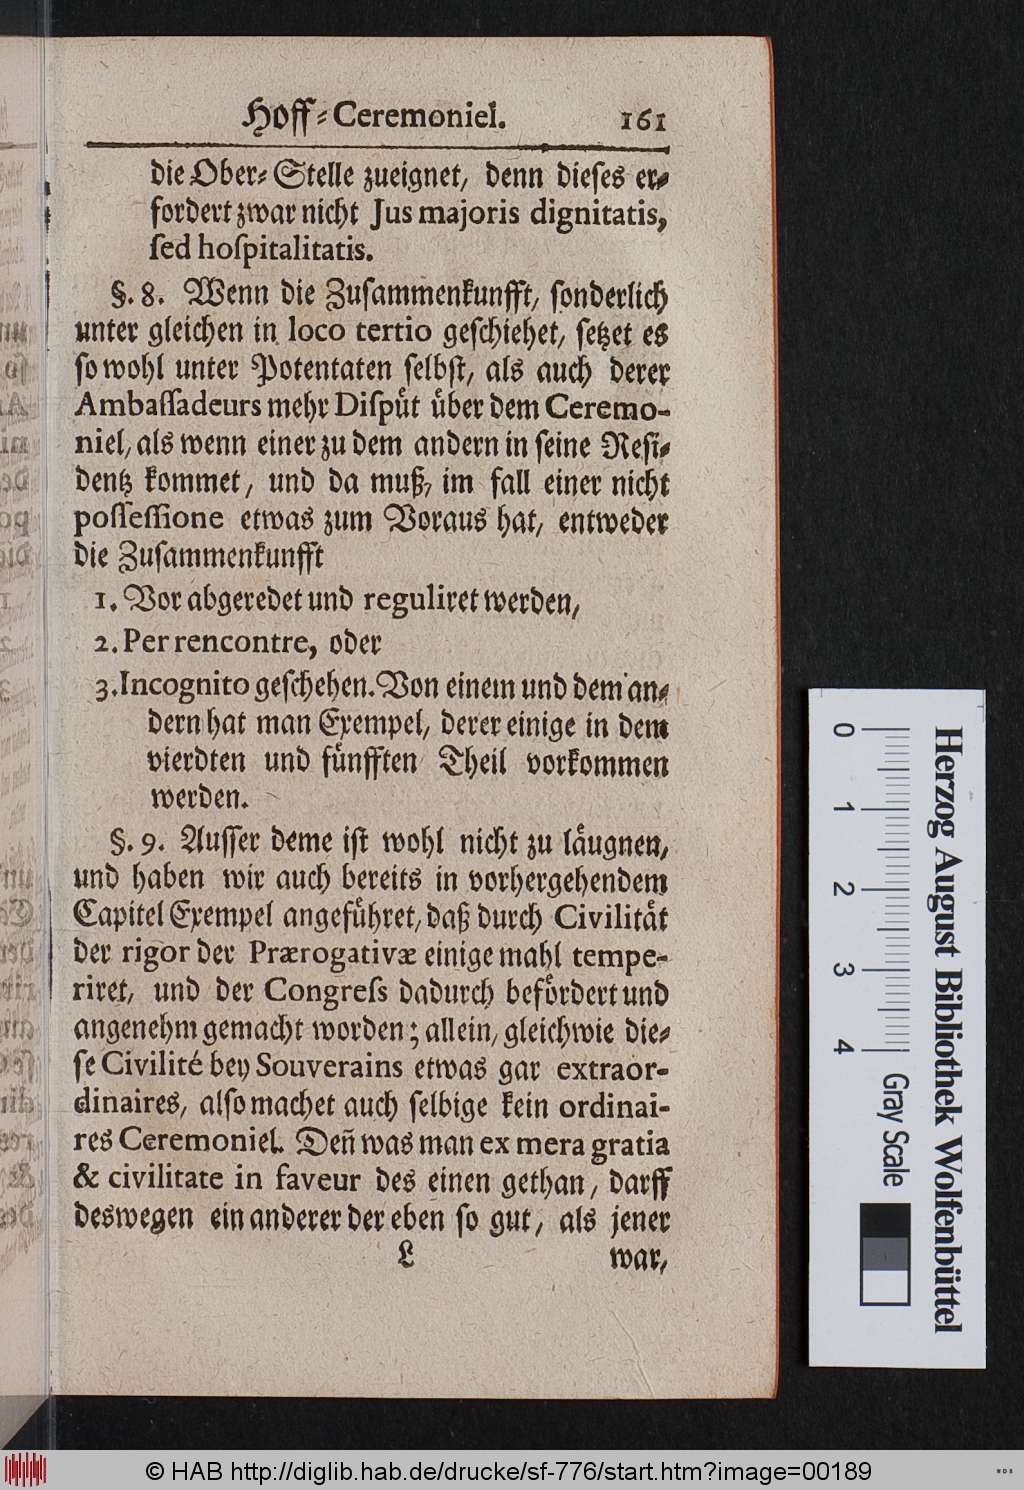 Hoff-Ceremoniel. 161
die Ober-Stelle zueignet, denn dieses er-
fordert zwar nicht Jus majoris dignitatis,
sed hospitalitatis.
§. 8. Wenn die Zusammenkunfft, sonderlich
unter gleichen in loco tertio geschiehet, setzet es
so wohl unter Potentaten selbst, als auch derer
Ambassadeurs mehr Dispüt über dem Ceremo-
niel, als wenn einer zu dem andern in seine Resi-
dentz kommet, und da muß, im fall einer nicht
possessione etwas zum Voraus hat, entweder
die Zusammenkunfft
1. Vor abgeredet und reguliret werden,
2. Per rencontre, oder
3. Incognito geschehen. Von einem und dem an-
dern hat man Exempel, derer einige in dem
vierdten und fünfften Theil vorkommen
werden.
§. 9. Ausser deme ist wohl nicht zu läugnen,
und haben wir auch bereits in vorhergehendem
Capitel Exempel angeführet, daß durch Civilität
der rigor der Prærogativæ einige mahl tempe-
riret, und der Congress dadurch befördert und
angenehm gemacht worden; allein, gleichwie die-
se Civilité bey Souverains etwas gar extraor-
dinaires, also machet auch selbige kein ordinai-
res Ceremoniel. Deñ was man ex mera gratia
& civilitate in faveur des einen gethan, darff
deswegen ein anderer der eben so gut, als jener
L war,
Herzog August Bibliothek Wolfenbüttel
0 1 2 3 4 Gray Scale
© HAB http://diglib.hab.de/drucke/sf-776/start.htm?image=00189